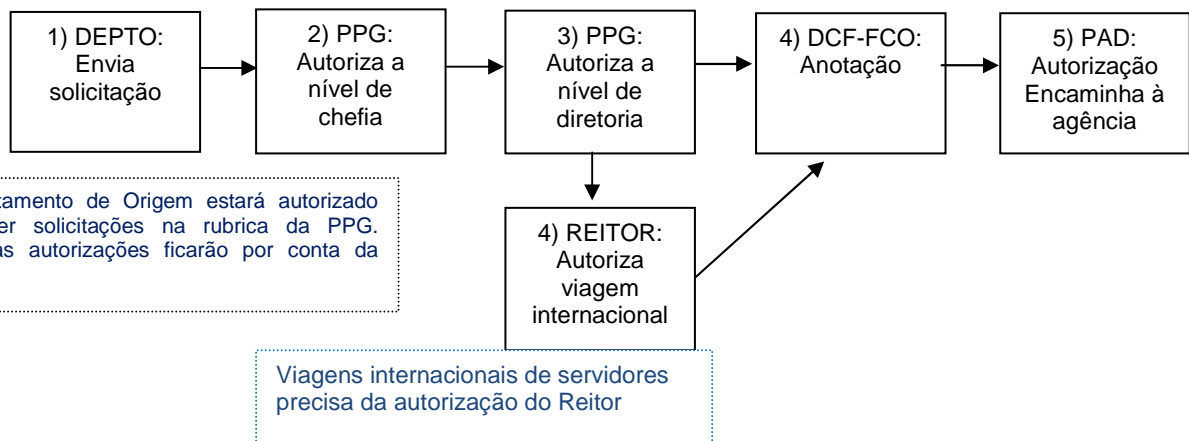 1) DEPTO:
Envia
solicitação
2) PPG:
Autoriza a
nível de
chefia
3) PPG:
Autoriza a
nível de
diretoria
4) DCF-FCO:
Anotação
5) PAD:
Autorização
Encaminha à
agência
tamento de Origem estará autorizado
er solicitações na rubrica da PPG.
as autorizações ficarão por conta da
4) REITOR:
Autoriza
viagem
internacional
Viagens internacionais de servidores
precisa da autorização do Reitor